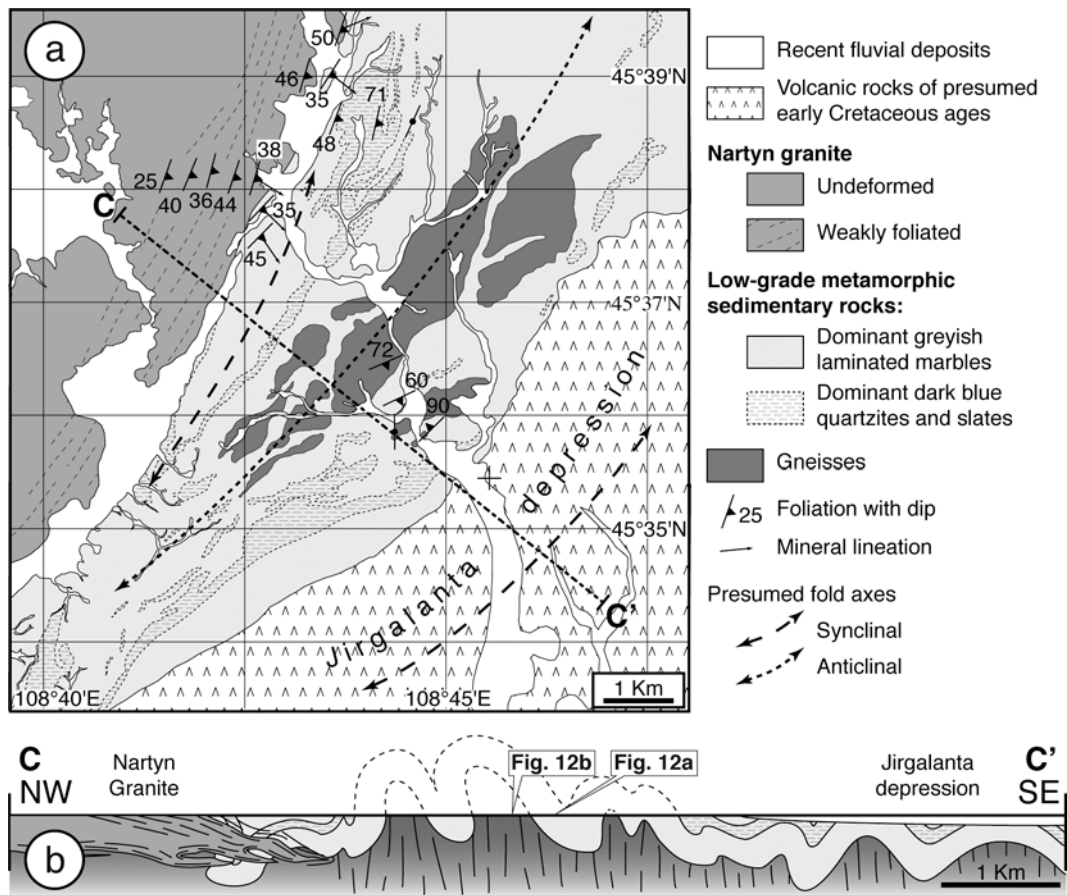 a
50
46
35
71
45°39'N
48
38
25
40
36
44
C
35
45
45°37'N
72
60
90
depression
45°35'N
Jirgalanta
C'
108°40'E
108°45'E
1 Km
Recent fluvial deposits
Volcanic rocks of presumed
early Cretaceous ages
Nartyn granite
Undeformed
Weakly foliated
Low-grade metamorphic
sedimentary rocks:
Dominant greyish
laminated marbles
Dominant dark blue
quartzites and slates
Gneisses
25
Foliation with dip
Mineral lineation
Presumed fold axes
Synclinal
Anticlinal
C
NW
Nartyn
Granite
Fig. 12b
Fig. 12a
Jirgalanta
depression
C'
SE
b
1 Km